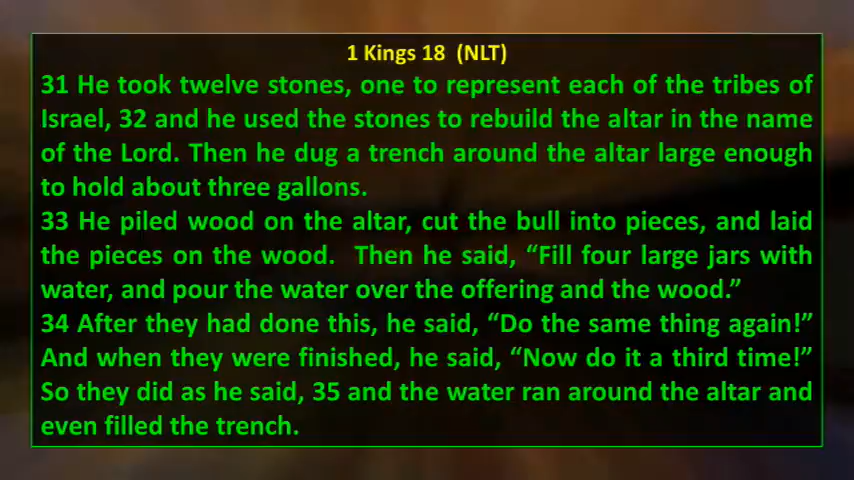 1 Kings 18  (NLT)
31 He took twelve stones, one to represent each of the tribes of
Israel, 32 and he used the stones to rebuild the altar in the name
of the Lord. Then he dug a trench around the altar large enough
to hold about three gallons.
33 He piled wood on the altar, cut the bull into pieces, and laid
the pieces on the wood.  Then he said, “Fill four large jars with
water, and pour the water over the offering and the wood.”
34 After they had done this, he said, “Do the same thing again!”
And when they were finished, he said, “Now do it a third time!”
So they did as he said, 35 and the water ran around the altar and
even filled the trench.